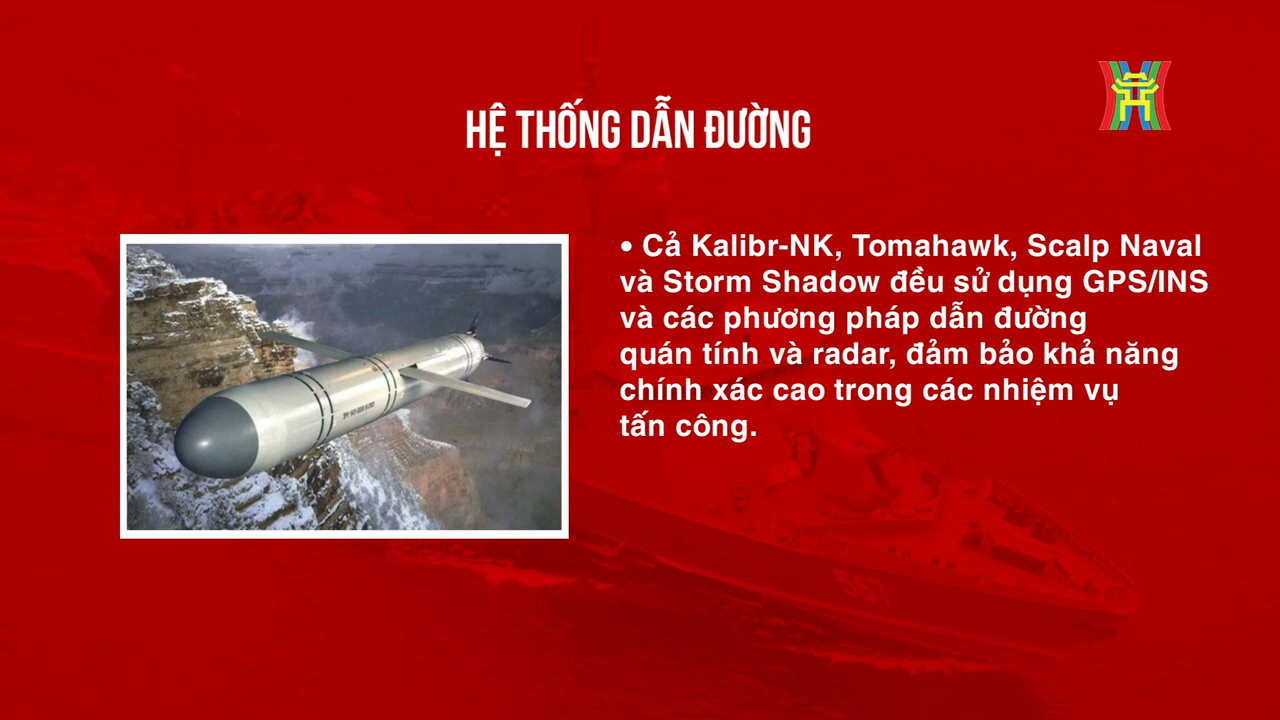 HỆ THỐNG DẪN ĐƯỜNG
• Cả Kalibr-NK, Tomahawk, Scalp Naval
và Storm Shadow đều sử dụng GPS/INS
và các phương pháp dẫn đường
quán tính và radar, đảm bảo khả năng
chính xác cao trong các nhiệm vụ
tấn công.